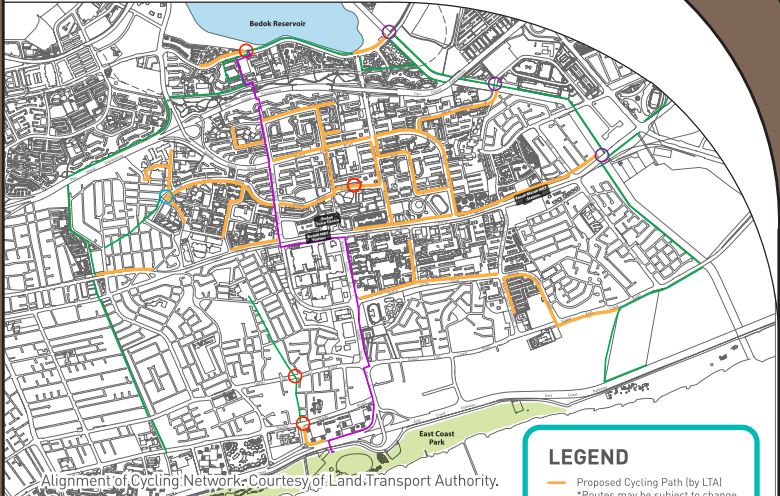 Bedok Reservoir
East Coast
Park
LEGEND
Proposed Cycling Path (by LTA)
*Routes may be subject to change
Alignment of Cycling Network. Courtesy of Land Transport Authority.